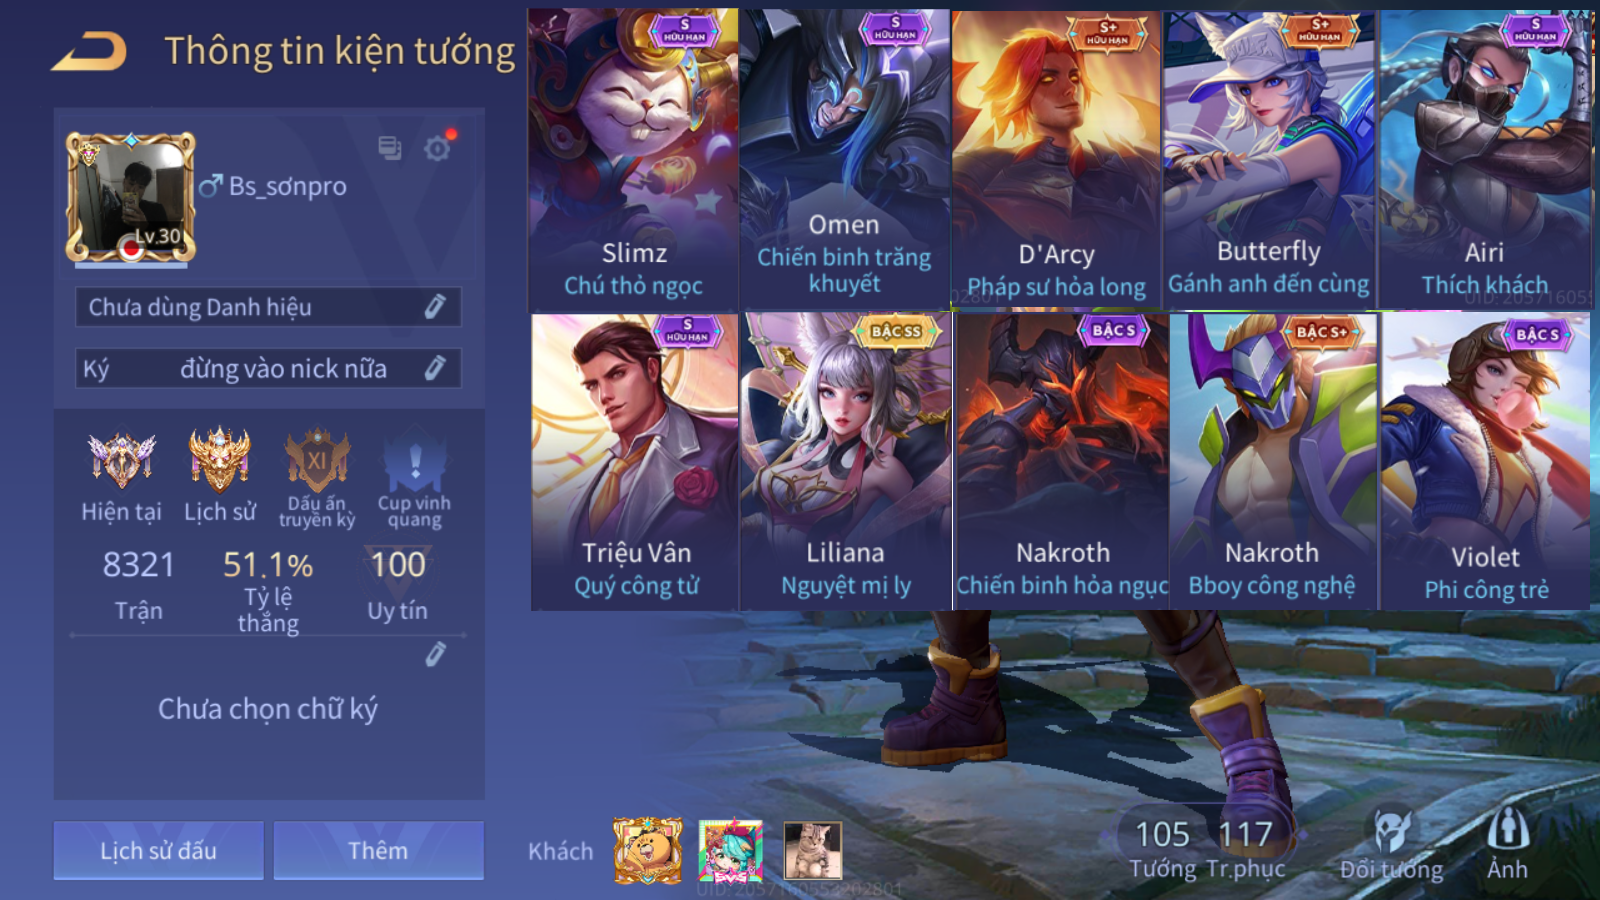 Thông tin kiện tướng
Bs_sơnpro
Lv.30
Chưa dùng Danh hiệu
Ký đừng vào nick nữa
Hiện tại
Lịch sử
XI
Dấu ấn
truyền kỳ
Cup vinh
quang
8321
Trận
51.1%
Tỷ lệ
thắng
100
Uy tín
Chưa chọn chữ ký
Lịch sử đấu
Thêm
S
HỮU HẠN
Slimz
Chú thỏ ngọc
S
HỮU HẠN
Omen
Chiến binh trăng
khuyết
S+
HỮU HẠN
D'Arcy
Pháp sư hỏa long
S+
HỮU HẠN
Butterfly
Gánh anh đến cùng
S
HỮU HẠN
Airi
Thích khách
S
HỮU HẠN
Triệu Vân
Quý công tử
BẬC SS
Liliana
Nguyệt mị ly
BẬC S
Nakroth
Chiến binh hỏa ngục
BẬC S+
Nakroth
Bboy công nghệ
BẬC S
Violet
Phi công trẻ
Khách
UID: 2057160553202801
105
Tướng
117
Tr.phục
Đổi tướng
Ảnh